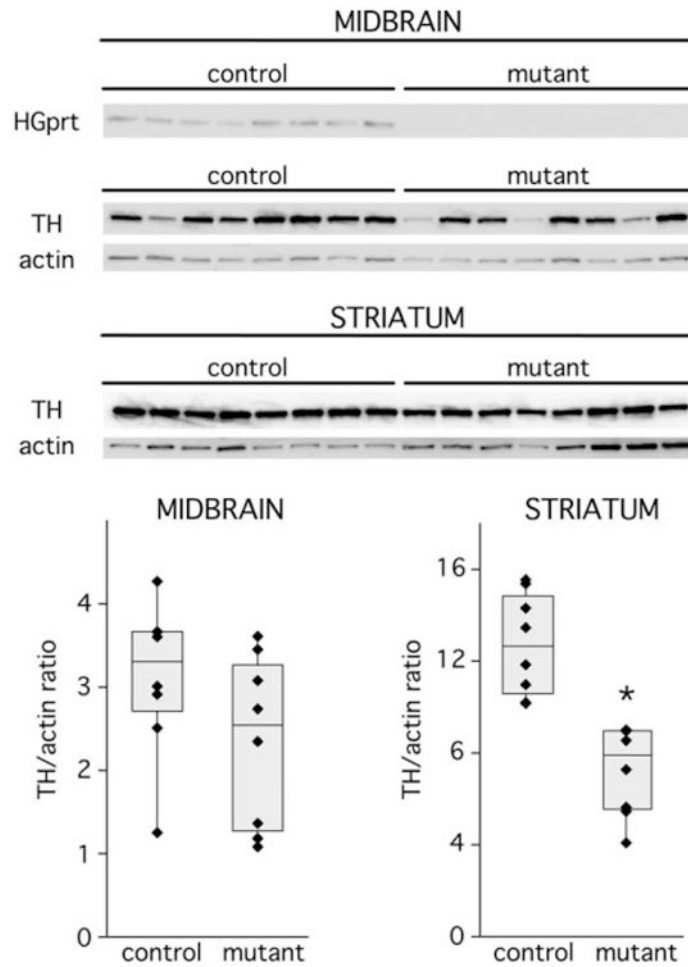 MIDBRAIN
control mutant
HGprt
control mutant
TH
actin
STRIATUM
control mutant
TH
actin
MIDBRAIN
TH/actin ratio
4
3
2
1
0
control mutant
STRIATUM
TH/actin ratio
16
12
6
4
0
*
control mutant